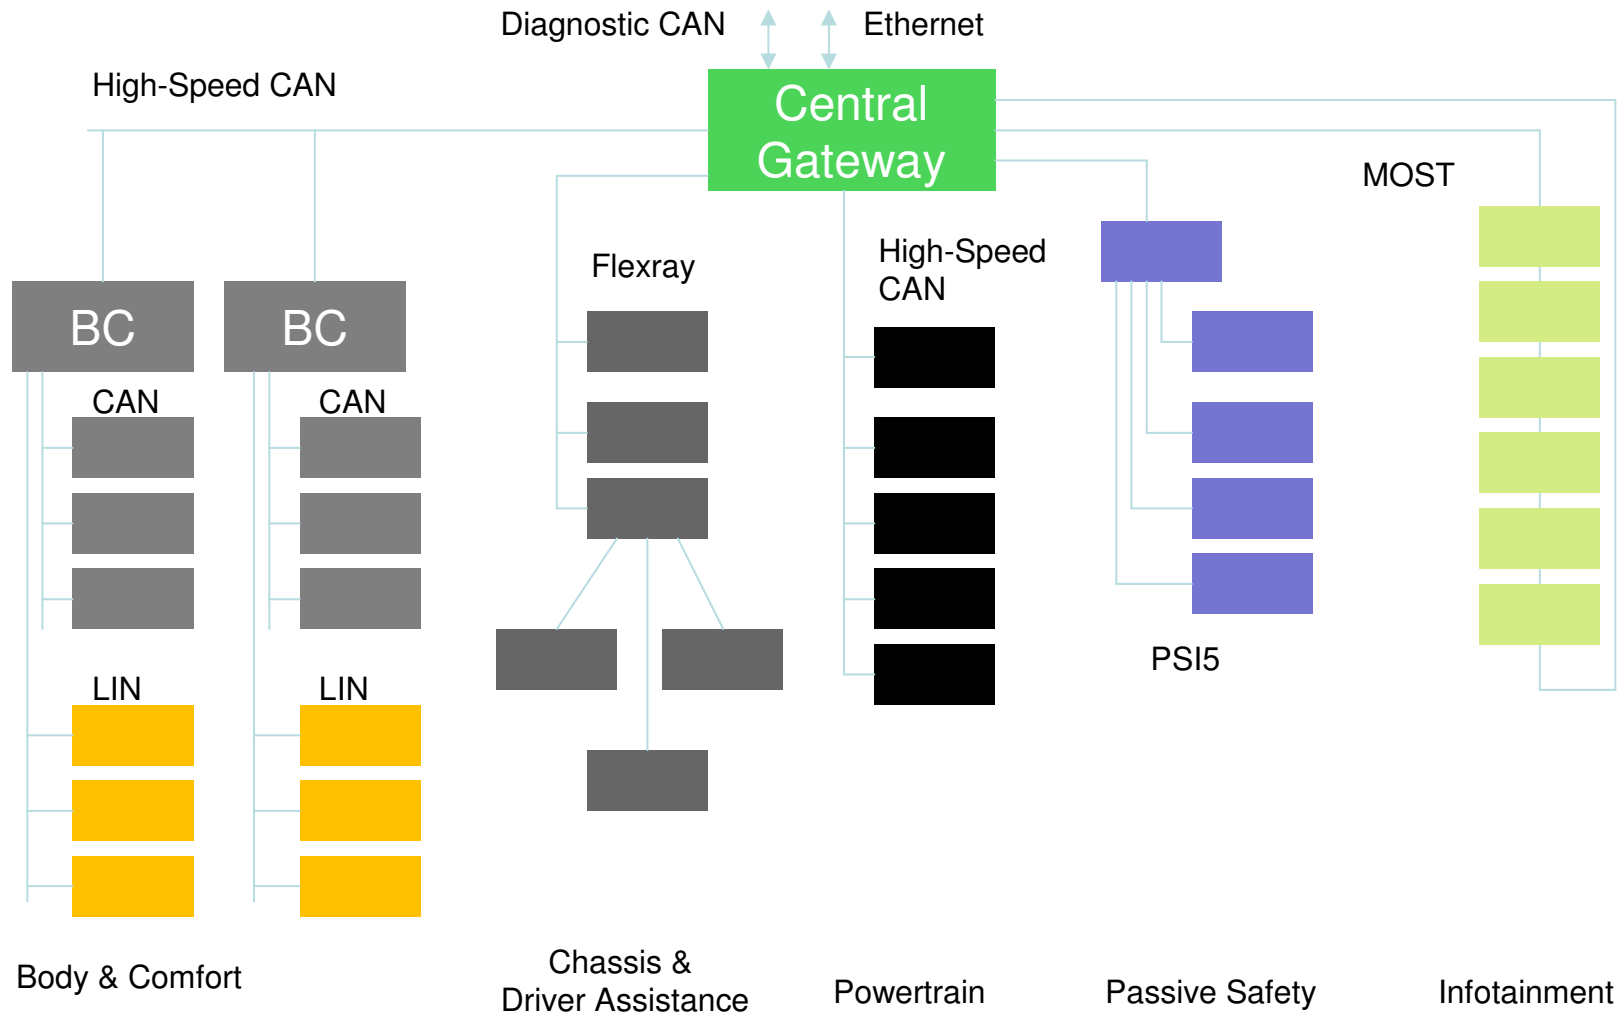 Diagnostic CAN
Ethernet
High-Speed CAN
Central
Gateway
MOST
Flexray
High-Speed
CAN
BC
BC
CAN
CAN
PSI5
LIN
LIN
Body & Comfort
Chassis &
Driver Assistance
Powertrain
Passive Safety
Infotainment